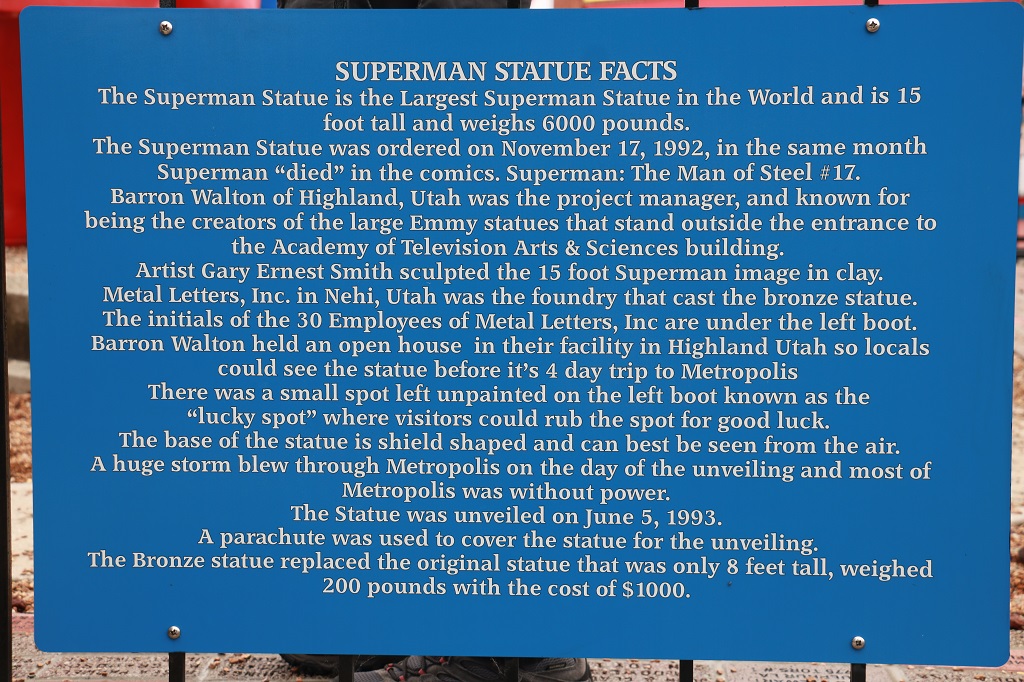 SUPERMAN STATUE FACTS
The Superman Statue is the Largest Superman Statue in the World and is 15
foot tall and weighs 6000 pounds.
The Superman Statue was ordered on November 17, 1992, in the same month
Superman “died” in the comics. Superman: The Man of Steel #17.
Barron Walton of Highland, Utah was the project manager, and known for
being the creators of the large Emmy statues that stand outside the entrance to
the Academy of Television Arts & Sciences building.
Artist Gary Ernest Smith sculpted the 15 foot Superman image in clay.
Metal Letters, Inc. in Nehi, Utah was the foundry that cast the bronze statue.
The initials of the 30 Employees of Metal Letters, Inc are under the left boot.
Barron Walton held an open house in their facility in Highland Utah so locals
could see the statue before it’s 4 day trip to Metropolis
There was a small spot left unpainted on the left boot known as the
“lucky spot” where visitors could rub the spot for good luck.
The base of the statue is shield shaped and can best be seen from the air.
A huge storm blew through Metropolis on the day of the unveiling and most of
Metropolis was without power.
The Statue was unveiled on June 5, 1993.
A parachute was used to cover the statue for the unveiling.
The Bronze statue replaced the original statue that was only 8 feet tall, weighed
200 pounds with the cost of $1000.